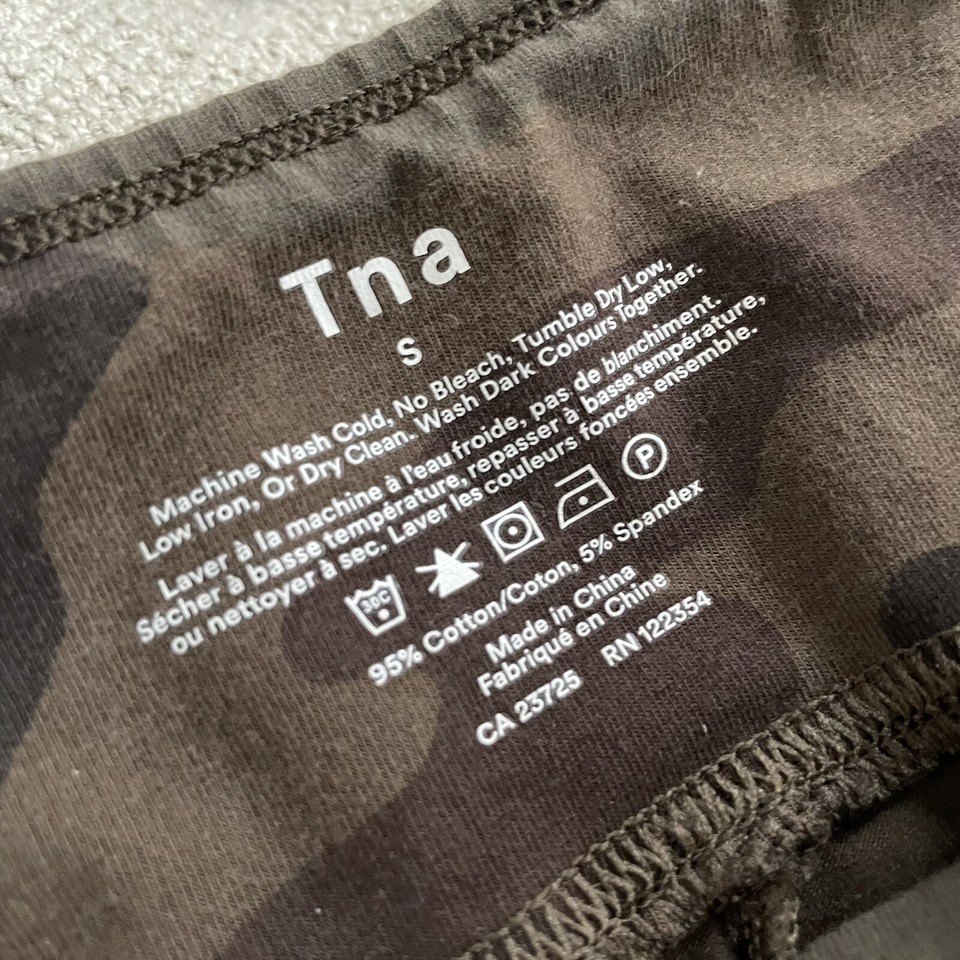 Tna
S
Machine Wash Cold, No Bleach, Tumble Dry Low,
Low Iron, Or Dry Clean. Wash Dark Colours Together.
Laver à la machine à l'eau froide, pas de blanchiment.
Sécher à basse température, repasser à basse température,
ou nettoyer à sec. Laver les couleurs foncées ensemble.
30C
P
95% Cotton/Coton, 5% Spandex
Made in China
Fabriqué en Chine
CA 23725 RN 122354